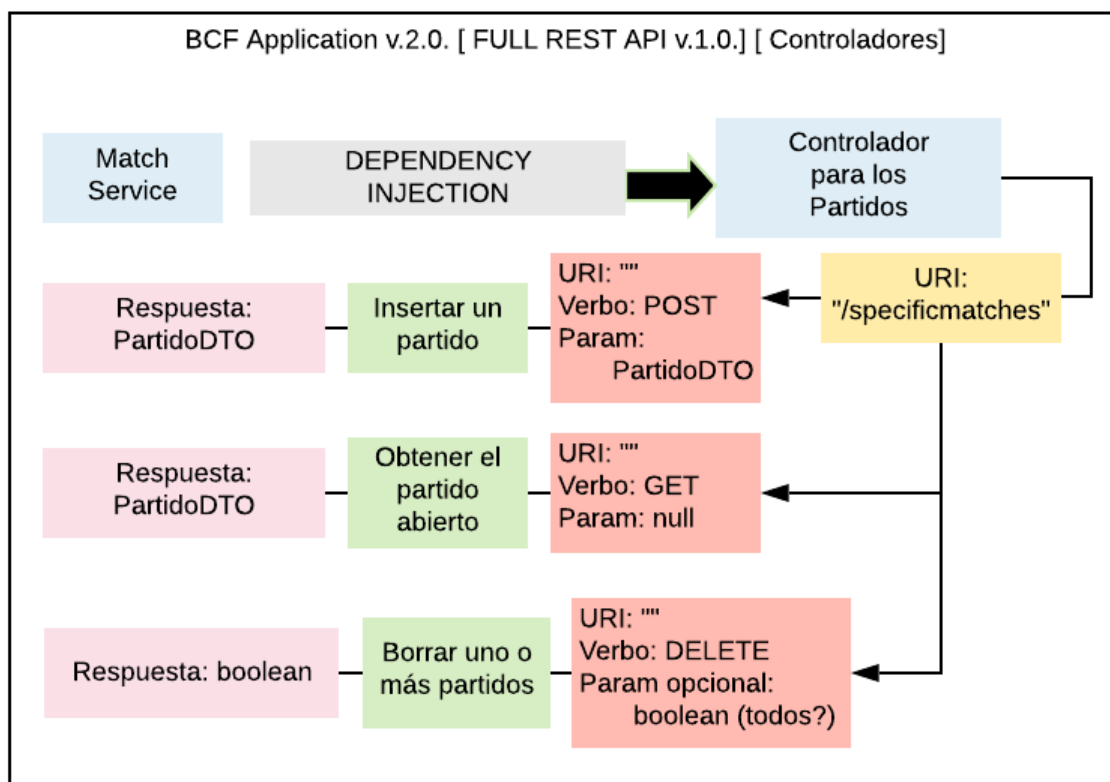 BCF Application v.2.0. [ FULL REST API v.1.0.] [ Controladores]
Match
Service
DEPENDENCY
INJECTION
Controlador
para los
Partidos
URI:
"/specificmatches"
URI: ""
Verbo: POST
Param:
PartidoDTO
Insertar un
partido
Respuesta:
PartidoDTO
URI: ""
Verbo: GET
Param: null
Obtener el
partido
abierto
Respuesta:
PartidoDTO
URI: ""
Verbo: DELETE
Param opcional:
boolean (todos?)
Borrar uno o
más partidos
Respuesta: boolean